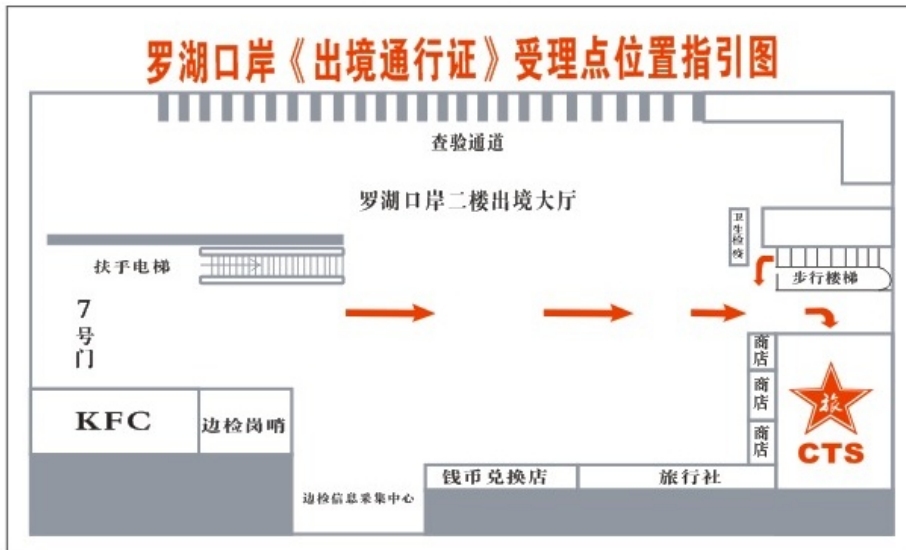 罗湖口岸《出境通行证》受理点位置指引图
查验通道
罗湖口岸二楼出境大厅
卫生检疫
扶手电梯
步行楼梯
7号门
商店
商店
商店
旅
CTS
KFC
边检岗哨
钱币兑换店
旅行社
边检信息采集中心